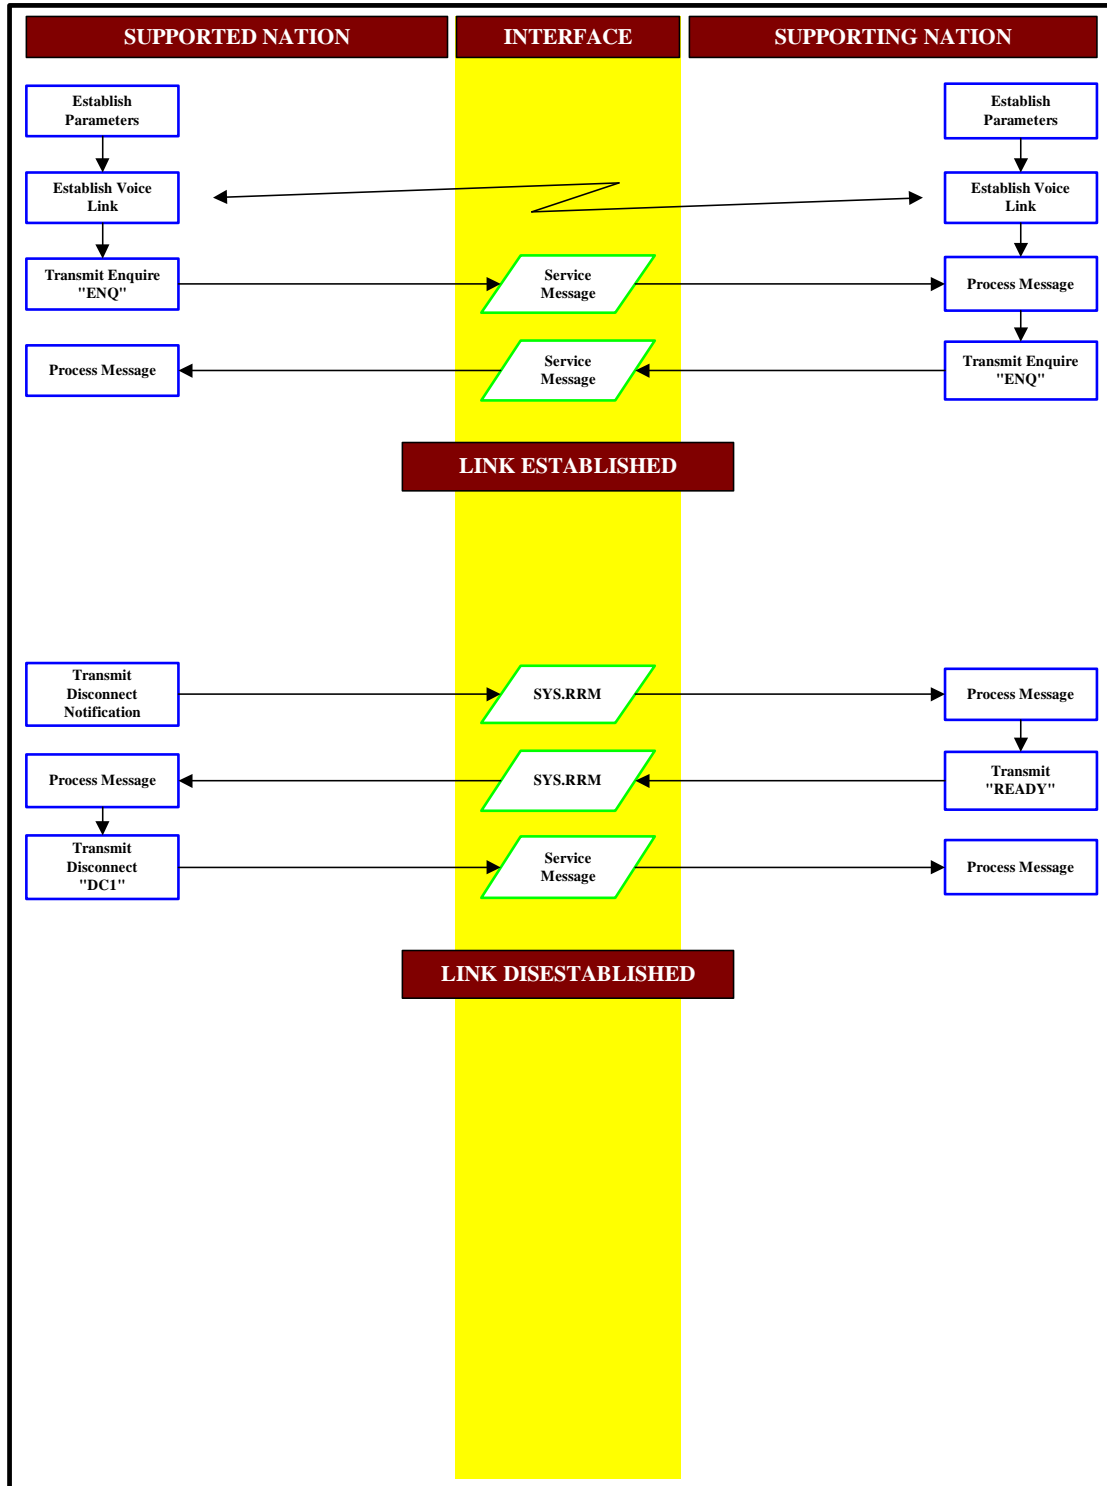 SUPPORTED NATION
INTERFACE
SUPPORTING NATION
Establish
Parameters
Establish
Parameters
Establish Voice
Link
Establish Voice
Link
Transmit Enquire
"ENQ"
Service
Message
Process Message
Process Message
Service
Message
Transmit Enquire
"ENQ"
LINK ESTABLISHED
Transmit
Disconnect
Notification
SYS.RRM
Process Message
Process Message
SYS.RRM
Transmit
"READY"
Transmit
Disconnect
"DC1"
Service
Message
Process Message
LINK DISESTABLISHED